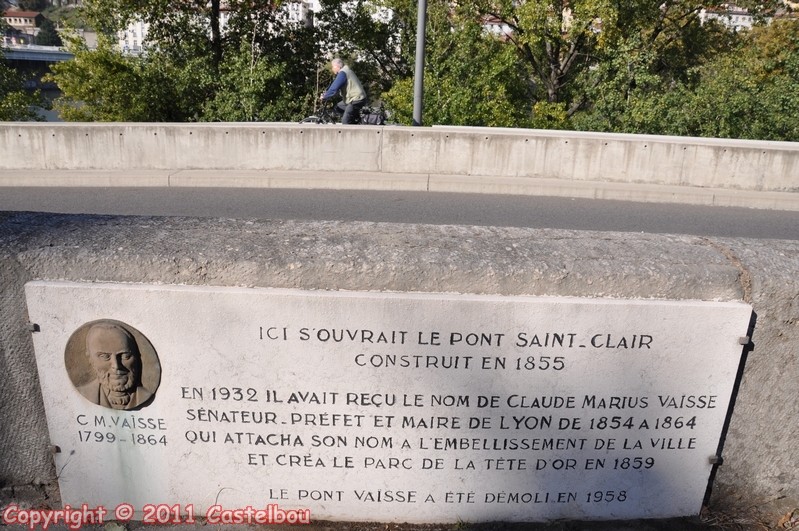 ICI S'OUVRAIT LE PONT SAINT-CLAIR
CONSTRUIT EN 1855
EN 1932 IL AVAIT REÇU LE NOM DE CLAUDE MARIUS VAÏSSE
SÉNATEUR-PRÉFET ET MAIRE DE LYON DE 1854 A 1864
QUI ATTACHA SON NOM A L'EMBELLISSEMENT DE LA VILLE
ET CRÉA LE PARC DE LA TÊTE D'OR EN 1859
LE PONT VAÏSSE A ÉTÉ DÉMOLI EN 1958
C.M. VAÏSSE
1799-1864
Copyright © 2011 Castelbou